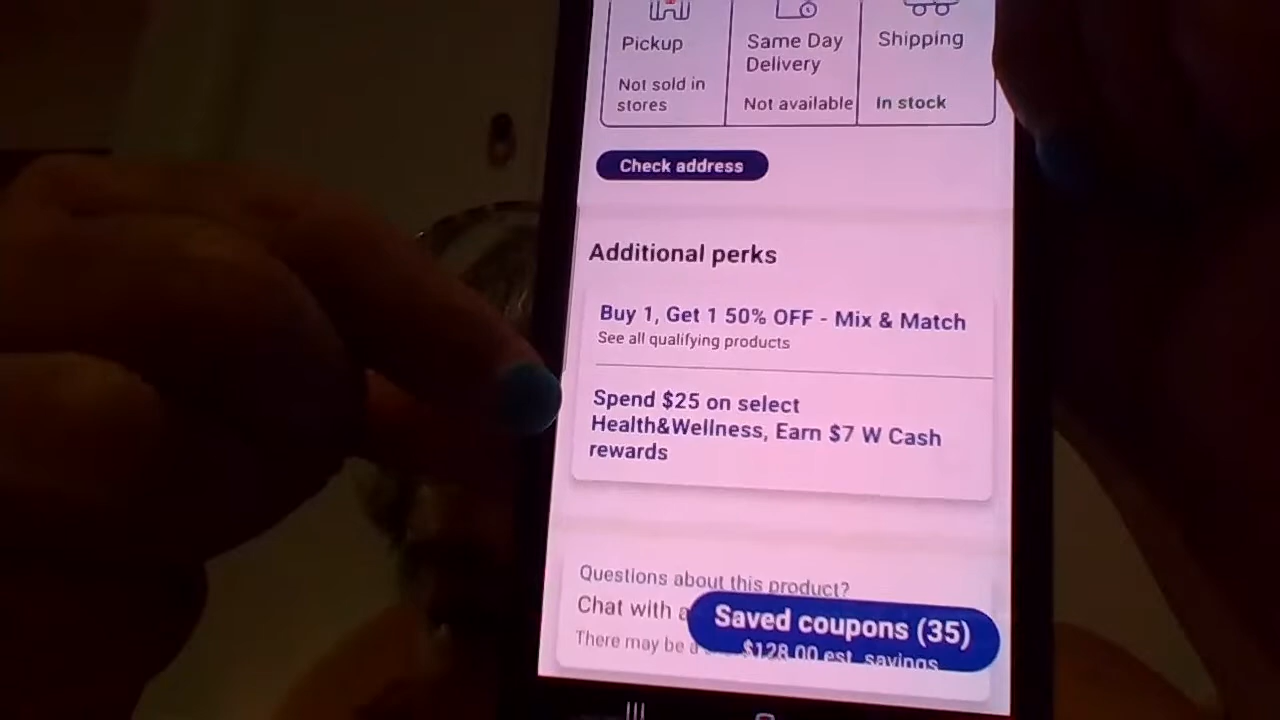 Pickup
Same Day
Delivery
Shipping
Not sold in
stores
Not available
In stock
Check address
Additional perks
Buy 1, Get 1 50% OFF - Mix & Match
See all qualifying products
Spend $25 on select
Health&Wellness, Earn $7 W Cash
rewards
Questions about this product?
Chat with a
There may be a
Saved coupons (35)
$128.00 est. savings